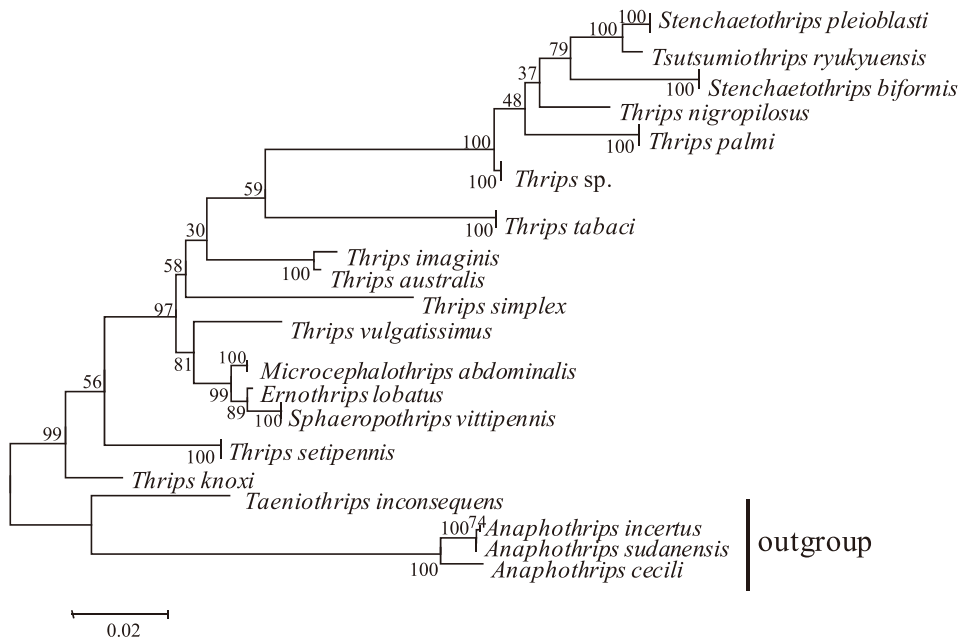 100 Stenchaetothrips pleioblasti
100
79 Tsutsumiothrips ryukyuensis
37
100 Stenchaetothrips biformis
48 Thrips nigropilosus
100 Thrips palmi
100
100 Thrips sp.
59
100 Thrips tabaci
30
Thrips imaginis
58 100
Thrips australis
97 Thrips simplex
Thrips vulgatissimus
81 100
Microcephalothrips abdominalis
56 99 Ernothrips lobatus
89 100 Sphaeropothrips vittipennis
99
100 Thrips setipennis
Thrips knoxi
Taeniothrips inconsequens
100 74 Anaphothrips incertus
outgroup
Anaphothrips sudanensis
100 Anaphothrips cecili
0.02